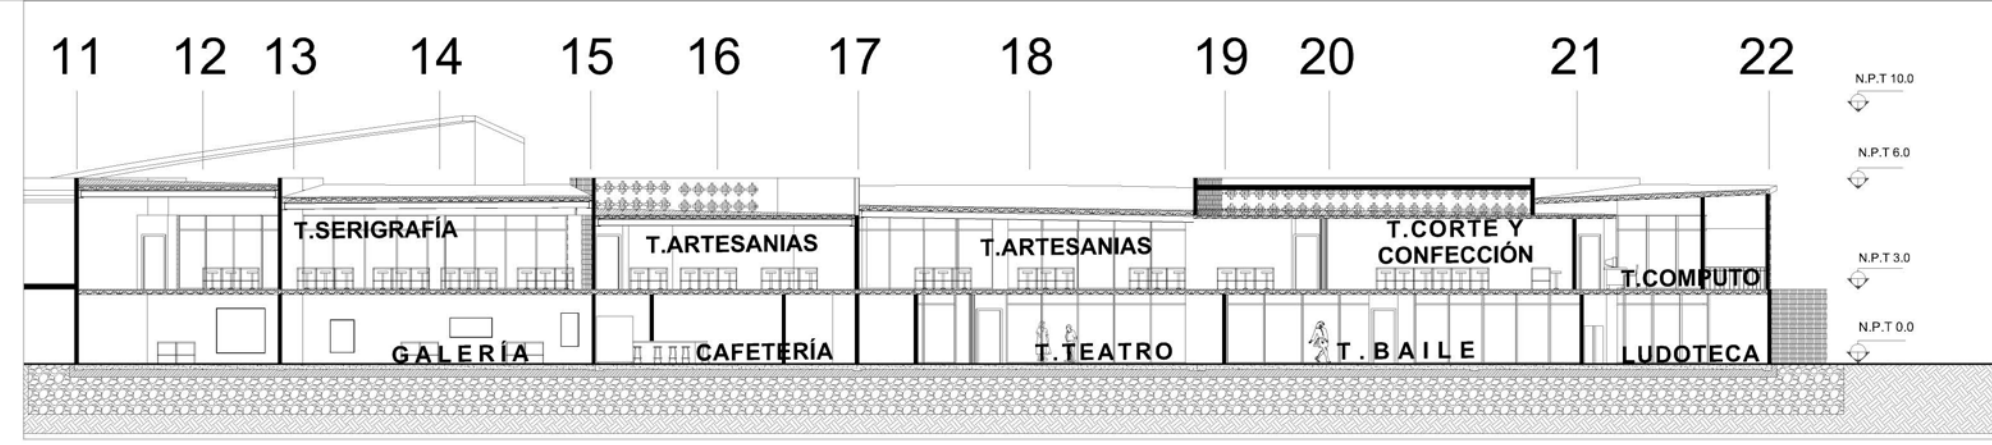 11 12 13 14 15 16 17 18 19 20 21 22
N.P.T 10.0
N.P.T 6.0
T.SERIGRAFÍA
T.ARTESANIAS
T.ARTESANIAS
T.CORTE Y
CONFECCIÓN
T.COMPUTO
N.P.T 3.0
GALERÍA
CAFETERÍA
T.TEATRO
T.BAILE
LUDOTECA
N.P.T 0.0